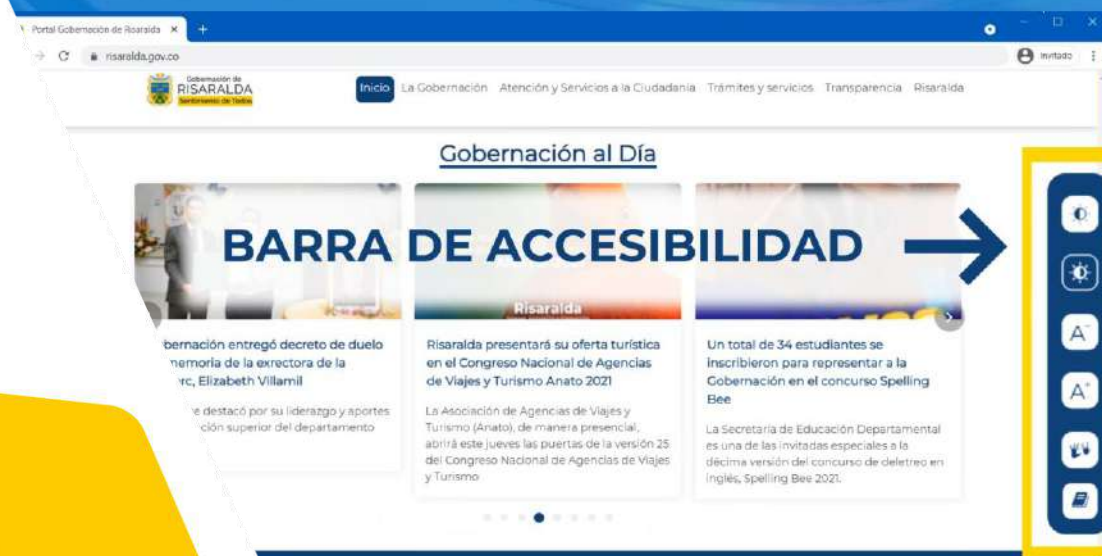 Portal Gobernación de Risaralda
risaralda.gov.co
Invitado
Gobernación de
RISARALDA
Sentimiento de Todos
Inicio La Gobernación Atención y Servicios a la Ciudadanía Trámites y servicios Transparencia Risaralda
Gobernación al Día
BARRA DE ACCESIBILIDAD
Risaralda
bernación entregó decreto de duelo
memoria de la exrectora de la
rc, Elizabeth Villamil
e destacó por su liderazgo y aportes
ción superior del departamento
Risaralda presentará su oferta turística
en el Congreso Nacional de Agencias
de Viajes y Turismo Anato 2021
La Asociación de Agencias de Viajes y
Turismo (Anato), de manera presencial,
abrirá este jueves las puertas de la versión 25
del Congreso Nacional de Agencias de Viajes
y Turismo
Un total de 34 estudiantes se
inscribieron para representar a la
Gobernación en el concurso Spelling
Bee
La Secretaría de Educación Departamental
es una de las invitadas especiales a la
décima versión del concurso de deletreo en
inglés, Spelling Bee 2021.
A-
A+